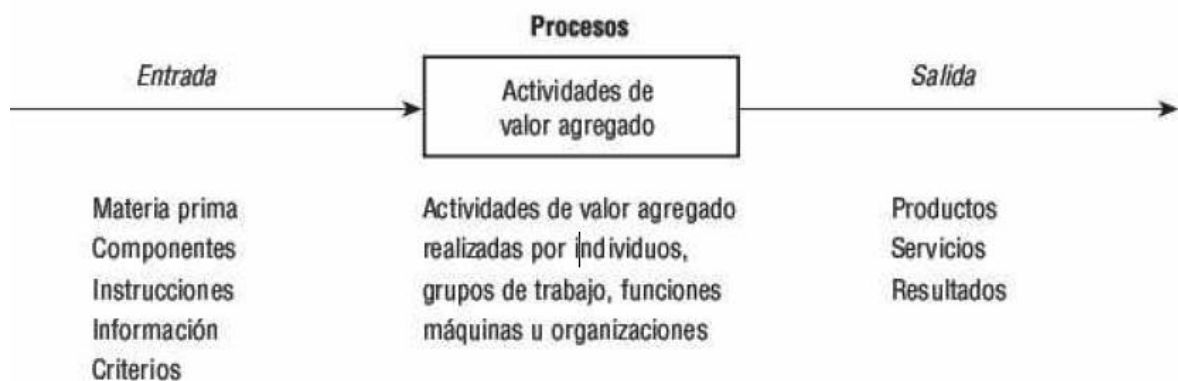 Procesos
Entrada
Actividades de
valor agregado
Salida
Materia prima
Componentes
Instrucciones
Información
Criterios
Actividades de valor agregado
realizadas por individuos,
grupos de trabajo, funciones
máquinas u organizaciones
Productos
Servicios
Resultados